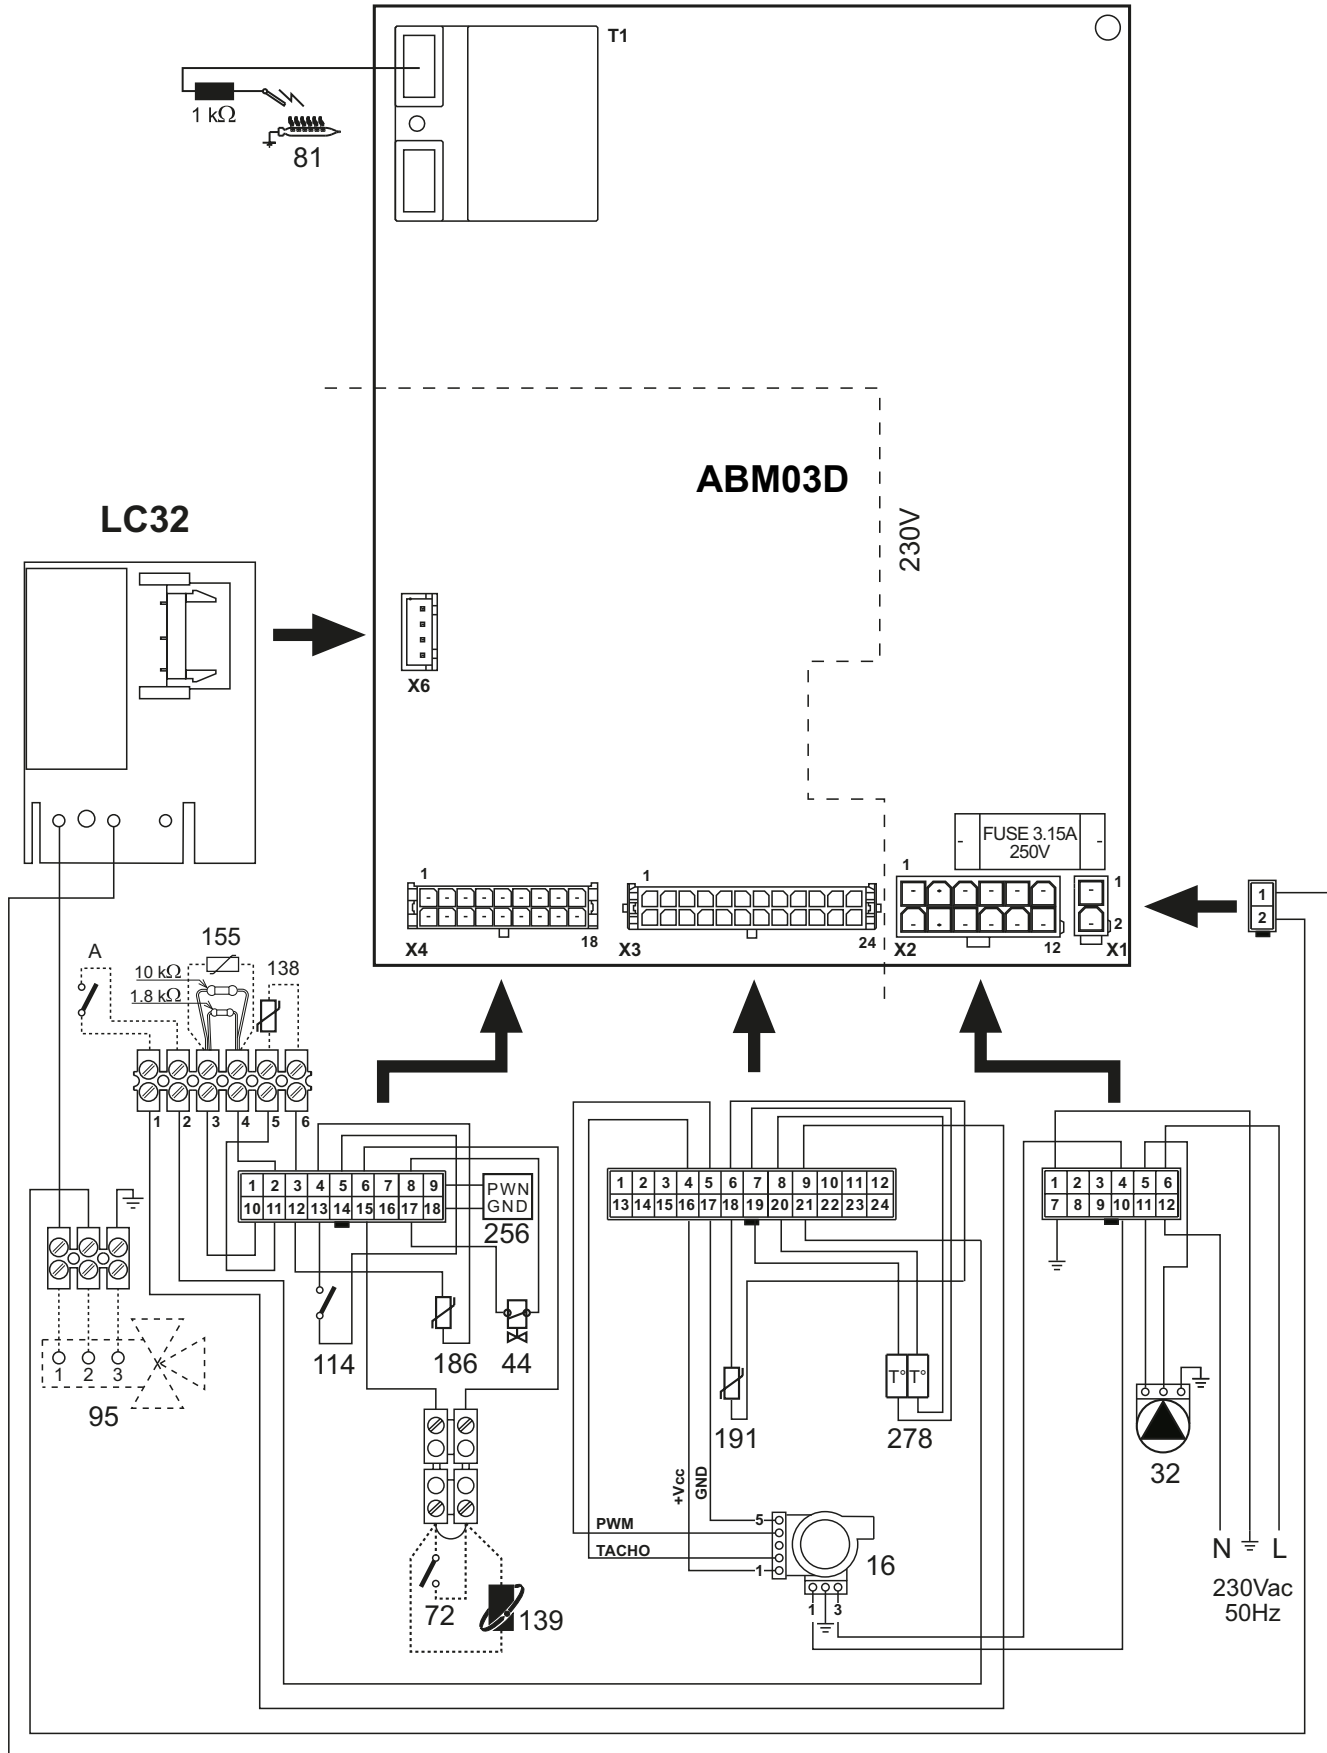 T1
1 kΩ
81
ABM03D
230V
LC32
X6
FUSE 3.15A
250V
1
18
X4
1
24
X3
1
12
X2
1
2
X1
1
2
A
155
10 kΩ
1.8 kΩ
138
1 2 3 4 5 6
1 2 3 4 5 6 7 8 9
10 11 12 13 14 15 16 17 18
PWN
GND
256
1 2 3 4 5 6 7 8 9 10 11 12
13 14 15 16 17 18 19 20 21 22 23 24
1 2 3 4 5 6
7 8 9 10 11 12
1 2 3
95
114
186
44
191
T° T°
278
32
+Vcc
GND
PWM
TACHO
5
1
16
1 3
72
139
N L
230Vac
50Hz